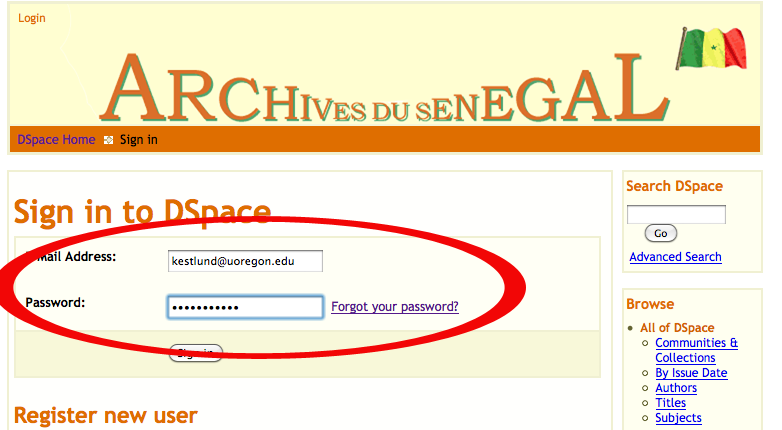 Login
ARCHIVES DU SENEGAL
DSpace Home Sign in
Sign in to DSpace
Mail Address:
kestlund@uoregon.edu
Password:
•••••••••••
Forgot your password?
Sign in
Register new user
Search DSpace
Go
Advanced Search
Browse
All of DSpace
Communities &
Collections
By Issue Date
Authors
Titles
Subjects